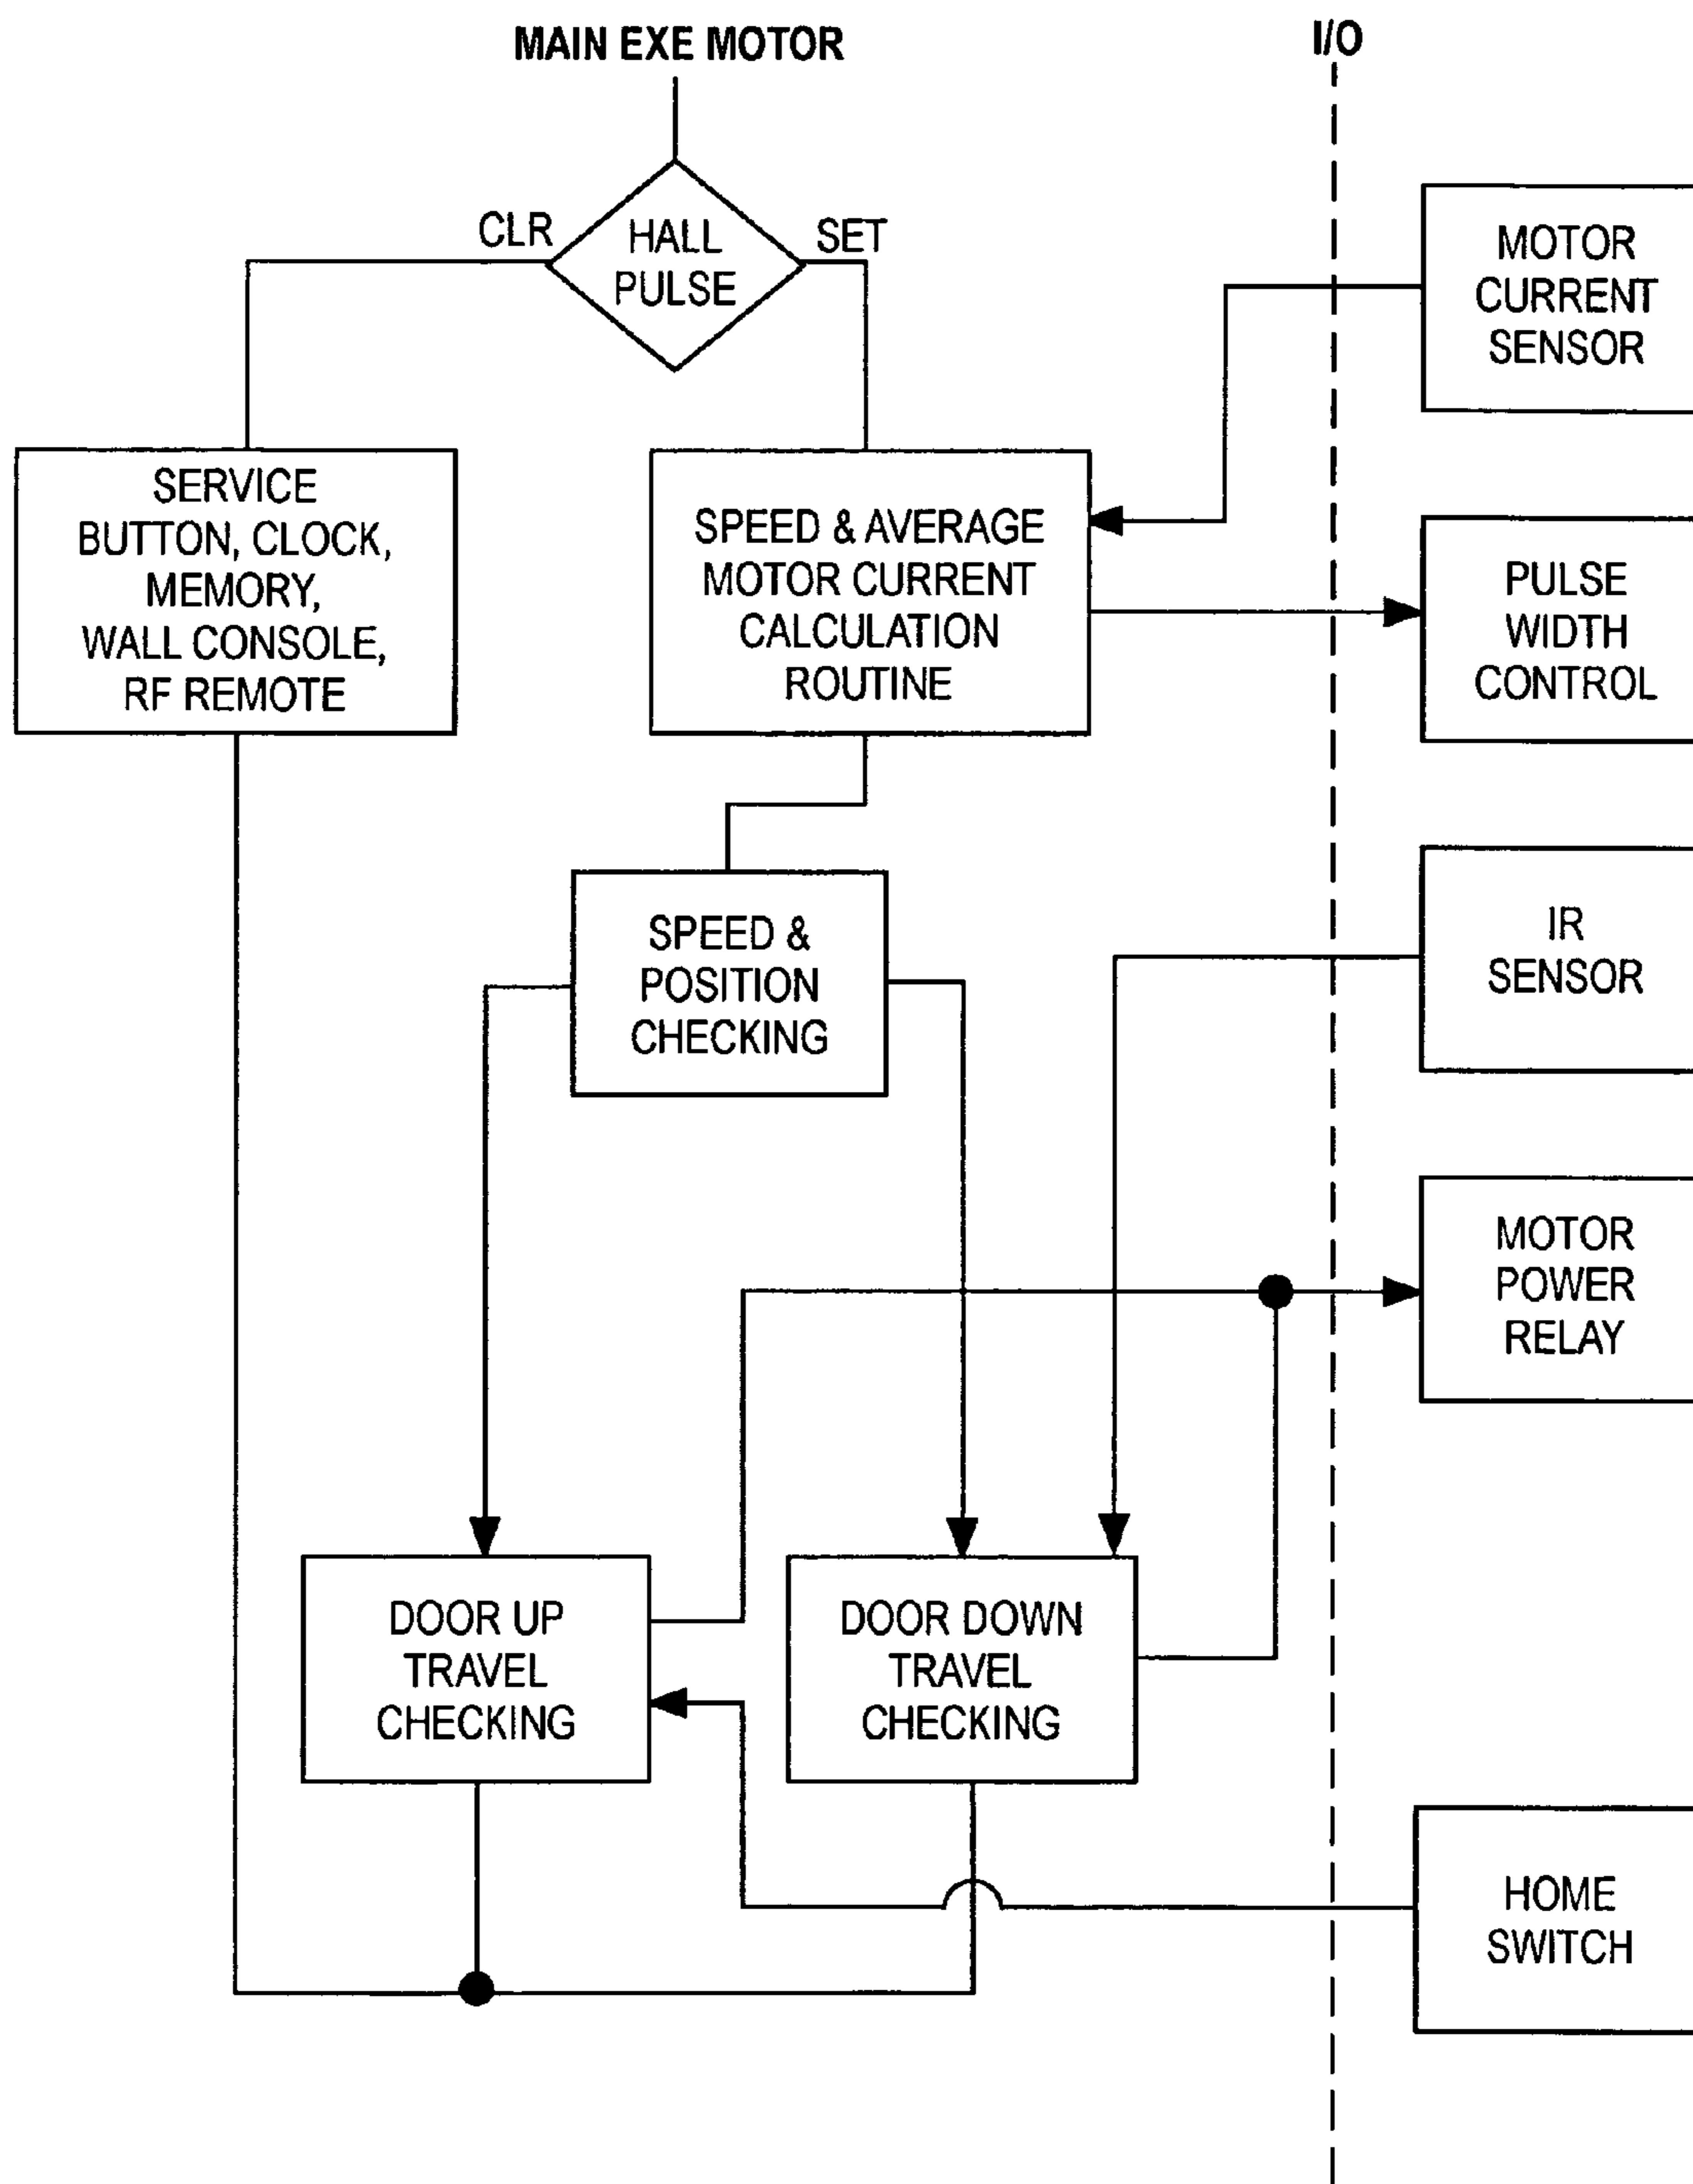 MAIN EXE MOTOR
I/O
CLR
HALL
PULSE
SET
MOTOR
CURRENT
SENSOR
SERVICE
BUTTON, CLOCK,
MEMORY,
WALL CONSOLE,
RF REMOTE
SPEED & AVERAGE
MOTOR CURRENT
CALCULATION
ROUTINE
PULSE
WIDTH
CONTROL
SPEED &
POSITION
CHECKING
IR
SENSOR
MOTOR
POWER
RELAY
DOOR UP
TRAVEL
CHECKING
DOOR DOWN
TRAVEL
CHECKING
HOME
SWITCH